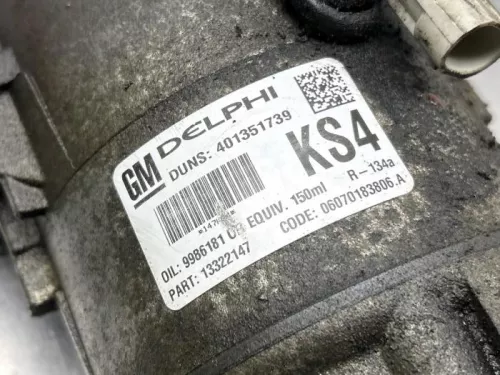 GM DELPHI
DUNS: 401351739
KS4
R-134a
OIL: 9986181 OR EQUIV. 150ml
CODE: 06070183806.A
PART: 13322147